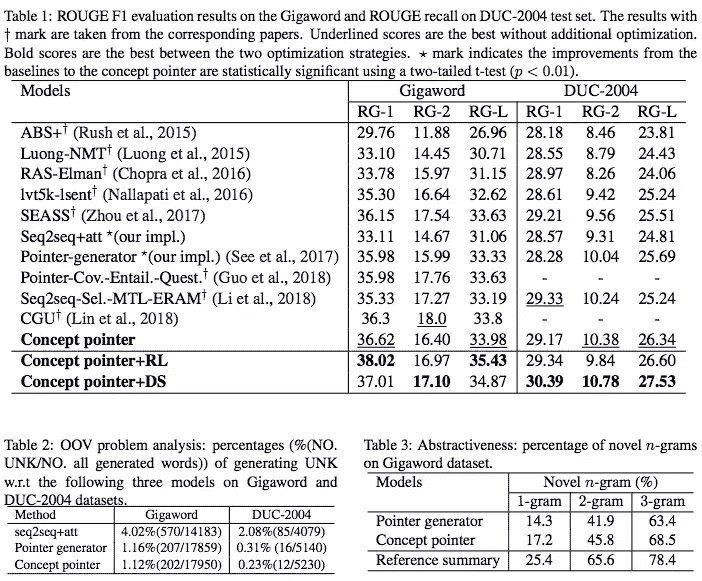 Table 1: ROUGE F1 evaluation results on the Gigaword and ROUGE recall on DUC-2004 test set. The results with
† mark are taken from the corresponding papers. Underlined scores are the best without additional optimization.
Bold scores are the best between the two optimization strategies. ⋆ mark indicates the improvements from the
baselines to the concept pointer are statistically significant using a two-tailed t-test (p < 0.01).
Models Gigaword DUC-2004
RG-1 RG-2 RG-L RG-1 RG-2 RG-L
ABS+† (Rush et al., 2015) 29.76 11.88 26.96 28.18 8.46 23.81
Luong-NMT† (Luong et al., 2015) 33.10 14.45 30.71 28.55 8.79 24.43
RAS-Elman† (Chopra et al., 2016) 33.78 15.97 31.15 28.97 8.26 24.06
lvt5k-lsent† (Nallapati et al., 2016) 35.30 16.64 32.62 28.61 9.42 25.24
SEASS† (Zhou et al., 2017) 36.15 17.54 33.63 29.21 9.56 25.51
Seq2seq+att *(our impl.) 33.11 14.67 31.06 28.57 9.31 24.81
Pointer-generator *(our impl.) (See et al., 2017) 35.98 15.99 33.33 28.28 10.04 25.69
Pointer-Cov.-Entail.-Quest.† (Guo et al., 2018) 35.98 17.76 33.63 - - -
Seq2seq-Sel.-MTL-ERAM† (Li et al., 2018) 35.33 17.27 33.19 29.33 10.24 25.24
CGU† (Lin et al., 2018) 36.3 18.0 33.8 - - -
Concept pointer 36.62 16.40 33.98 29.17 10.38 26.34
Concept pointer+RL 38.02 16.97 35.43 29.34 9.84 26.60
Concept pointer+DS 37.01 17.10 34.87 30.39 10.78 27.53
Table 2: OOV problem analysis: percentages (%(NO.
UNK/NO. all generated words)) of generating UNK
w.r.t the following three models on Gigaword and
DUC-2004 datasets.
Method Gigaword DUC-2004
seq2seq+att 4.02%(570/14183) 2.08%(85/4079)
Pointer generator 1.16%(207/17859) 0.31% (16/5140)
Concept pointer 1.12%(202/17950) 0.23%(12/5230)
Table 3: Abstractiveness: percentage of novel n-grams
on Gigaword dataset.
Models Novel n-gram (%)
1-gram 2-gram 3-gram
Pointer generator 14.3 41.9 63.4
Concept pointer 17.2 45.8 68.5
Reference summary 25.4 65.6 78.4